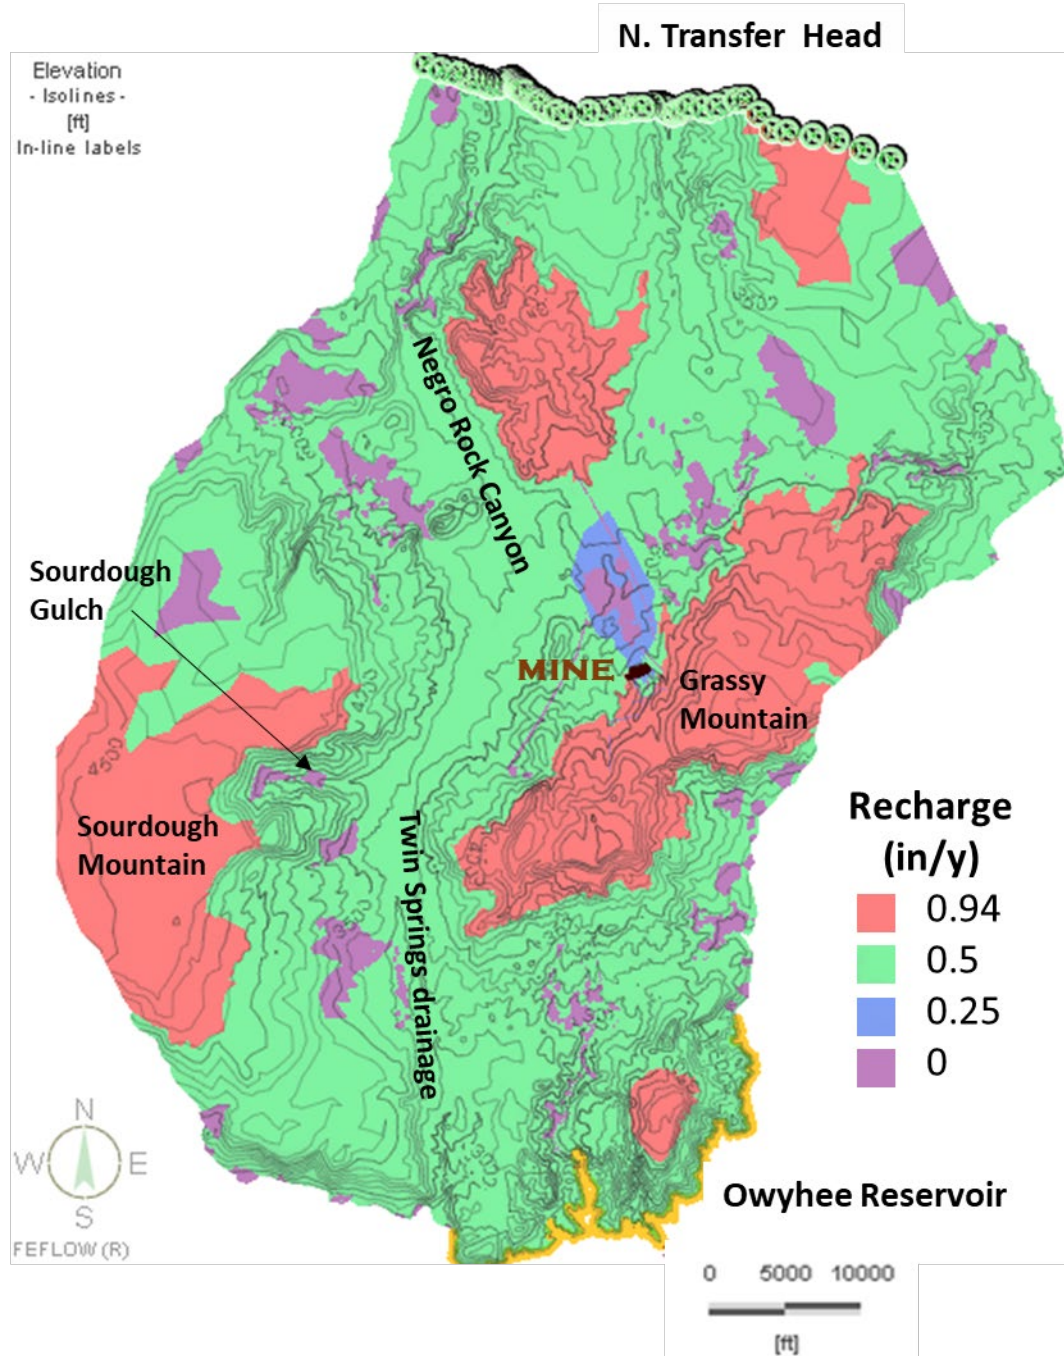 N. Transfer Head
Elevation
- Isolines -
[ft]
In-line labels
Negro Rock Canyon
Sourdough
Gulch
MINE
Grassy
Mountain
4500
Sourdough
Mountain
Twin Springs drainage
Recharge
(in/y)
0.94
0.5
0.25
0
N
W E
S
FEFLOW (R)
Owyhee Reservoir
0 5000 10000
[ft]